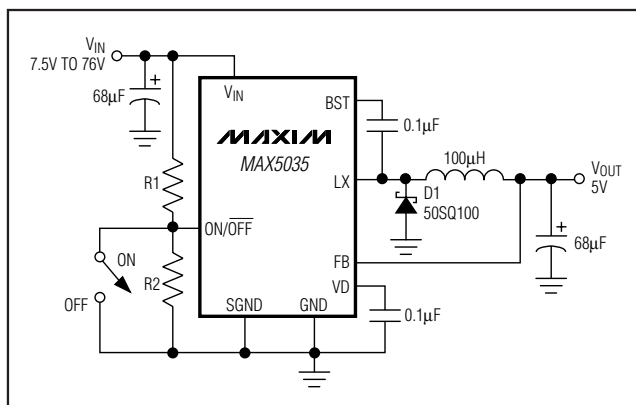 V_IN
7.5V TO 76V
68µF
+
R1
ON
OFF
R2
V_IN
MAXIM
MAX5035
ON/O̅F̅F̅
SGND
GND
BST
LX
FB
VD
0.1µF
100µH
D1
50SQ100
V_OUT
5V
+
68µF
0.1µF